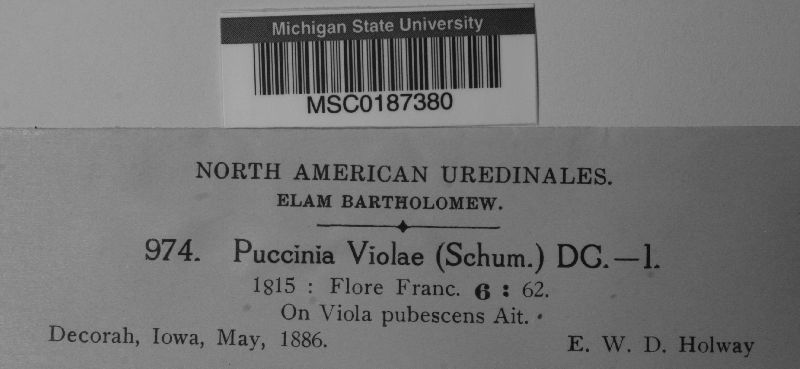 Michigan State University
MSC0187380
NORTH AMERICAN UREDINALES.
ELAM BARTHOLOMEW.
974. Puccinia Violae (Schum.) DC.—1.
1815 : Flore Franc. 6 : 62.
On Viola pubescens Ait.
Decorah, Iowa, May, 1886. E. W. D. Holway